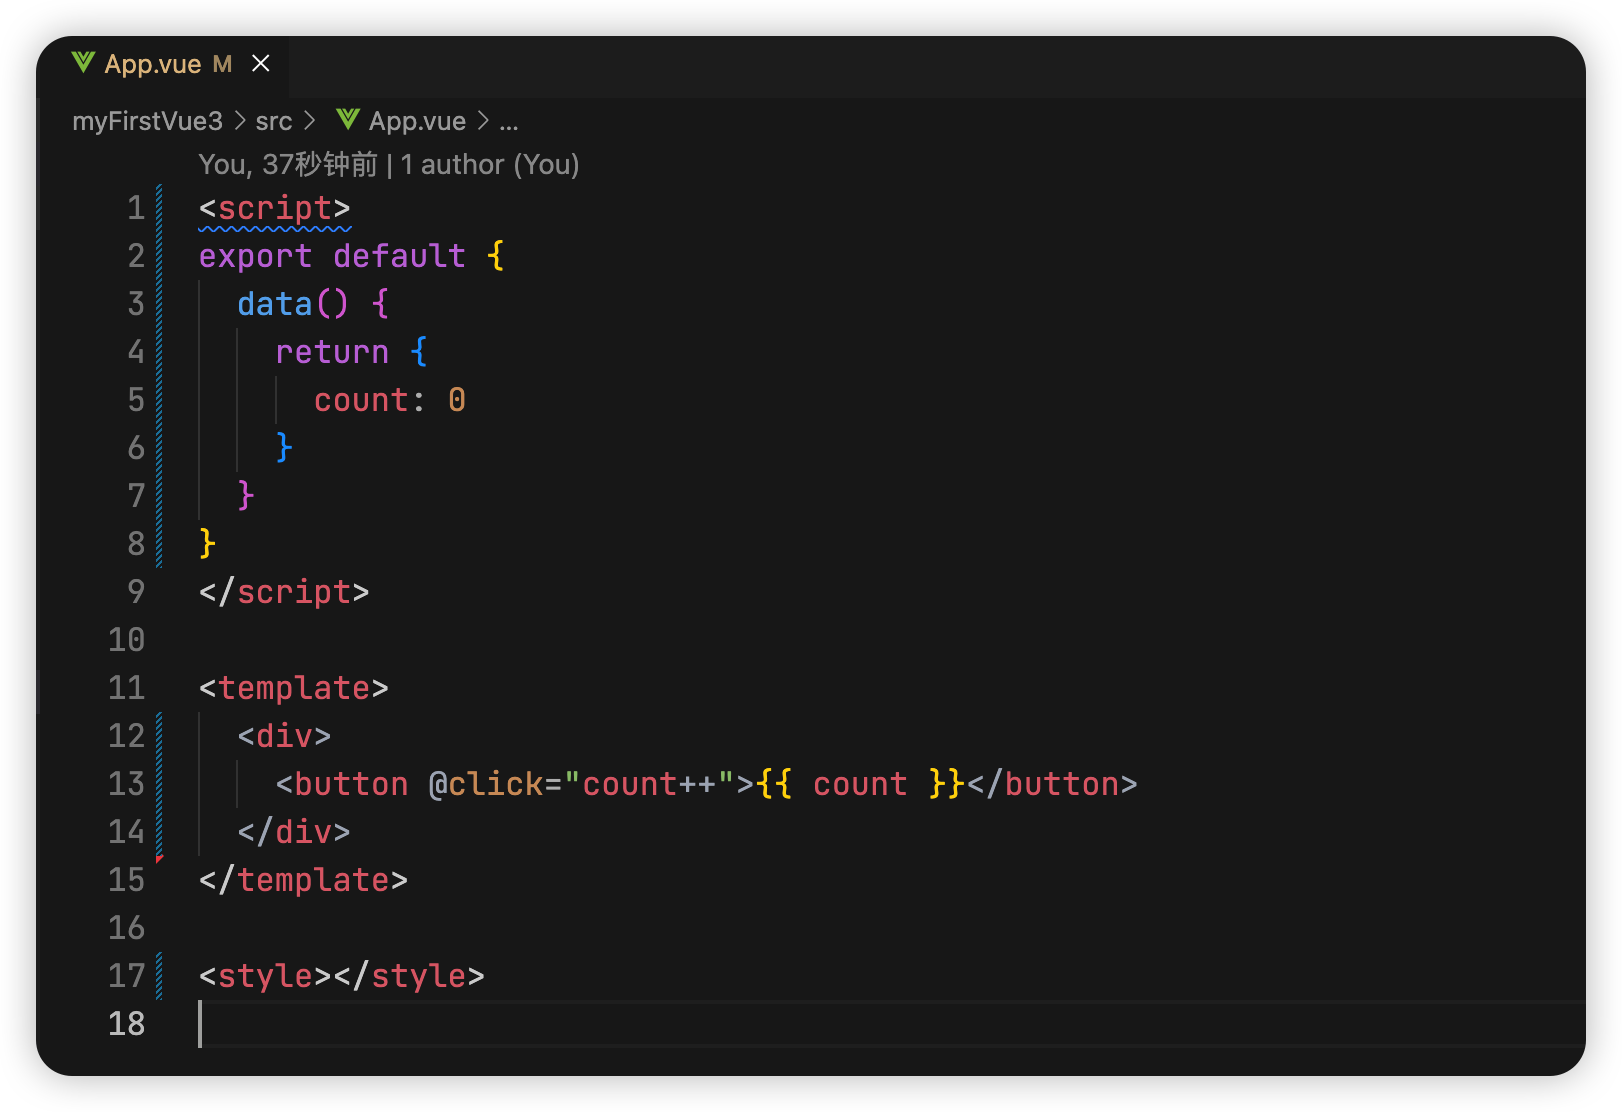 App.vue M
myFirstVue3 > src > App.vue > ...
You, 37秒钟前 | 1 author (You)
1 <script>
2 export default {
3   data() {
4     return {
5       count: 0
6     }
7   }
8 }
9 </script>
10
11 <template>
12   <div>
13     <button @click="count++">{{ count }}</button>
14   </div>
15 </template>
16
17 <style></style>
18